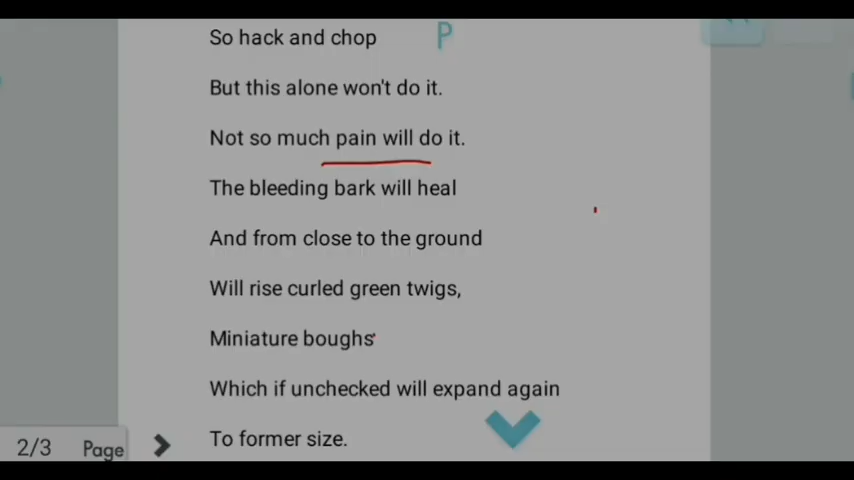 So hack and chop
P
But this alone won't do it.
Not so much pain will do it.
The bleeding bark will heal
And from close to the ground
Will rise curled green twigs,
Miniature boughs
Which if unchecked will expand again
To former size.
2/3 Page